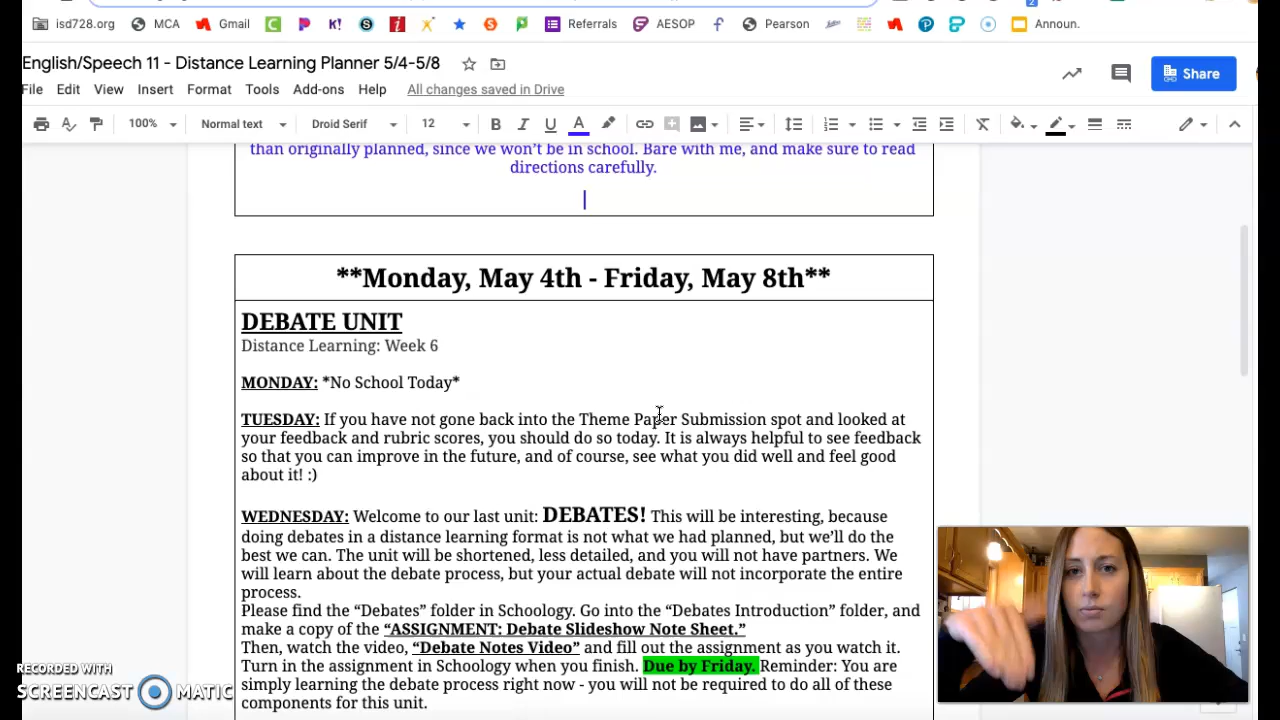 isd728.org MCA Gmail K! Referrals AESOP Pearson Announ.
English/Speech 11 - Distance Learning Planner 5/4-5/8
Share
File Edit View Insert Format Tools Add-ons Help All changes saved in Drive
100% Normal text Droid Serif 12 B I U A
than originally planned, since we won't be in school. Bare with me, and make sure to read
directions carefully.
**Monday, May 4th - Friday, May 8th**
DEBATE UNIT
Distance Learning: Week 6
MONDAY: *No School Today*
TUESDAY: If you have not gone back into the Theme Paper Submission spot and looked at
your feedback and rubric scores, you should do so today. It is always helpful to see feedback
so that you can improve in the future, and of course, see what you did well and feel good
about it! :)
WEDNESDAY: Welcome to our last unit: DEBATES! This will be interesting, because
doing debates in a distance learning format is not what we had planned, but we'll do the
best we can. The unit will be shortened, less detailed, and you will not have partners. We
will learn about the debate process, but your actual debate will not incorporate the entire
process.
Please find the “Debates” folder in Schoology. Go into the “Debates Introduction” folder, and
make a copy of the “ASSIGNMENT: Debate Slideshow Note Sheet.”
Then, watch the video, “Debate Notes Video” and fill out the assignment as you watch it.
Turn in the assignment in Schoology when you finish. Due by Friday. Reminder: You are
simply learning the debate process right now - you will not be required to do all of these
components for this unit.
RECORDED WITH
SCREENCAST MATIC